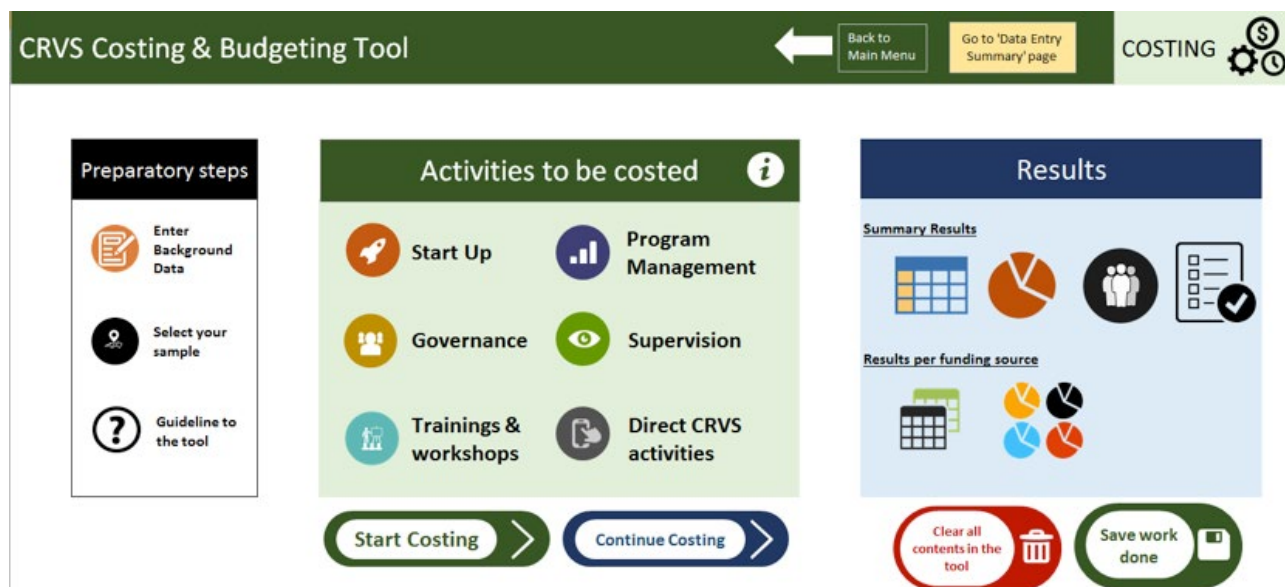 CRVS Costing & Budgeting Tool
Back to
Main Menu
Go to 'Data Entry
Summary' page
COSTING
$
Preparatory steps
Enter
Background
Data
Select your
sample
?
Guideline to
the tool
Activities to be costed
i
Start Up
Program
Management
Governance
Supervision
Trainings &
workshops
Direct CRVS
activities
Start Costing
Continue Costing
Results
Summary Results
Results per funding source
Clear all
contents in the
tool
Save work
done